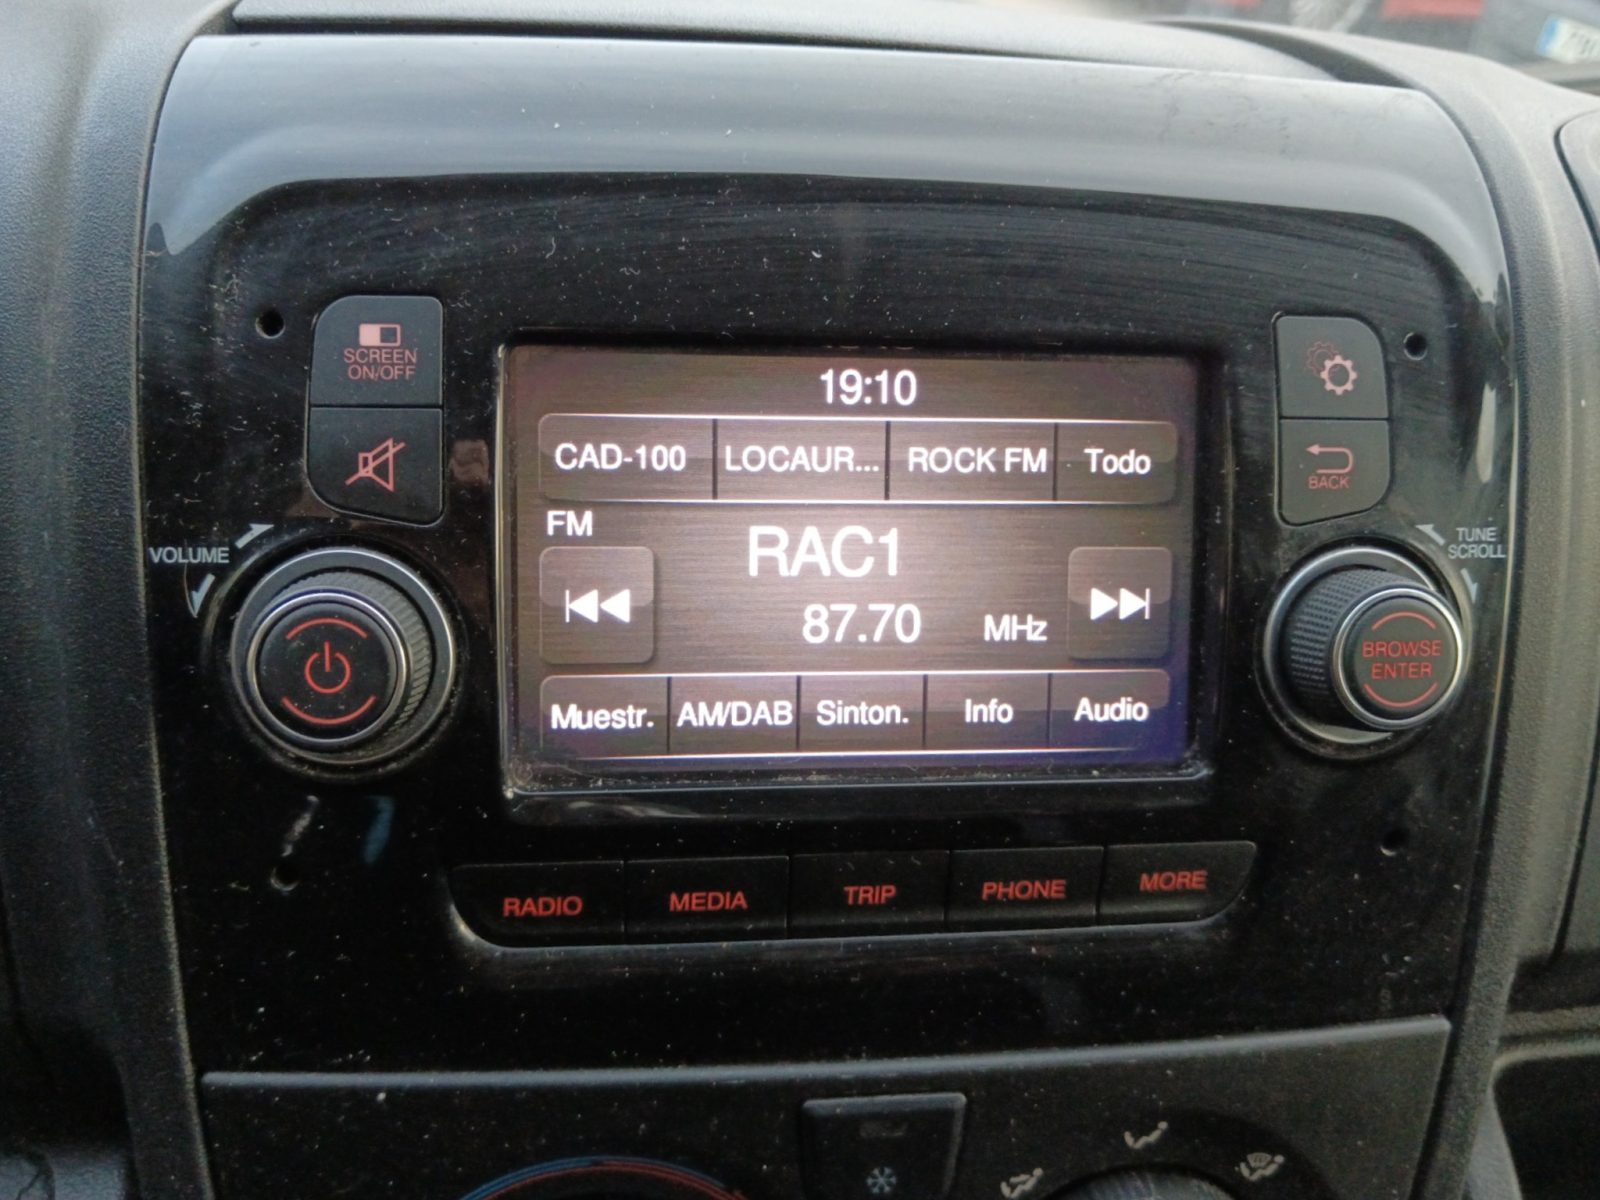 SCREEN
ON/OFF
VOLUME
19:10
CAD-100 LOCAUR... ROCK FM Todo
FM
RAC1
87.70 MHz
Muestr. AM/DAB Sinton. Info Audio
BACK
TUNE
SCROLL
BROWSE
ENTER
RADIO MEDIA TRIP PHONE MORE